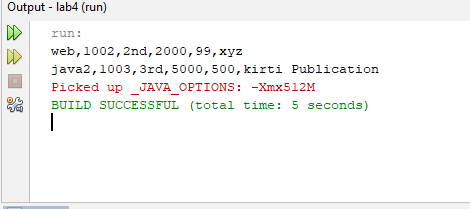 Output - lab4 (run)
run:
web,1002,2nd,2000,99,xyz
java2,1003,3rd,5000,500,kirti Publication
Picked up _JAVA_OPTIONS: -Xmx512M
BUILD SUCCESSFUL (total time: 5 seconds)